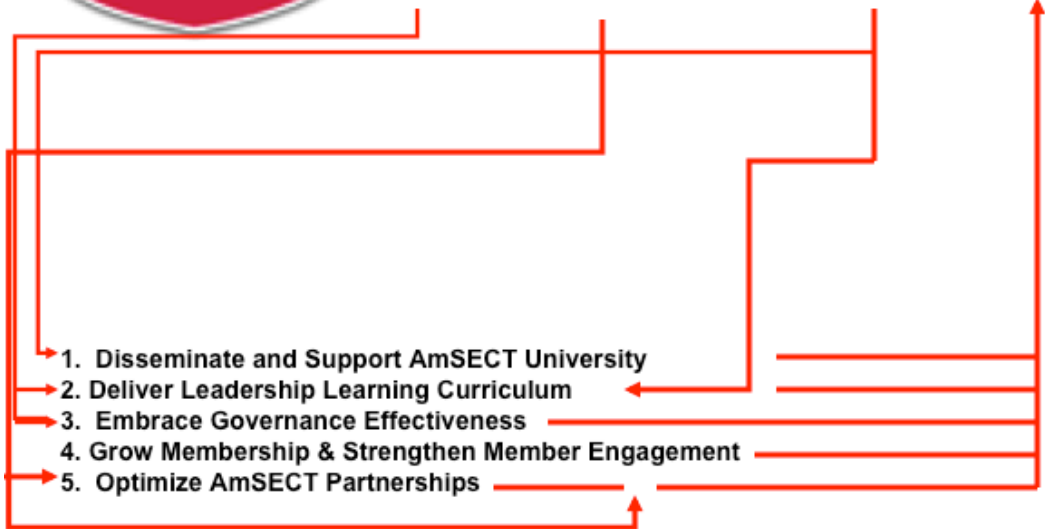 1. Disseminate and Support AmSECT University
2. Deliver Leadership Learning Curriculum
3. Embrace Governance Effectiveness
4. Grow Membership & Strengthen Member Engagement
5. Optimize AmSECT Partnerships